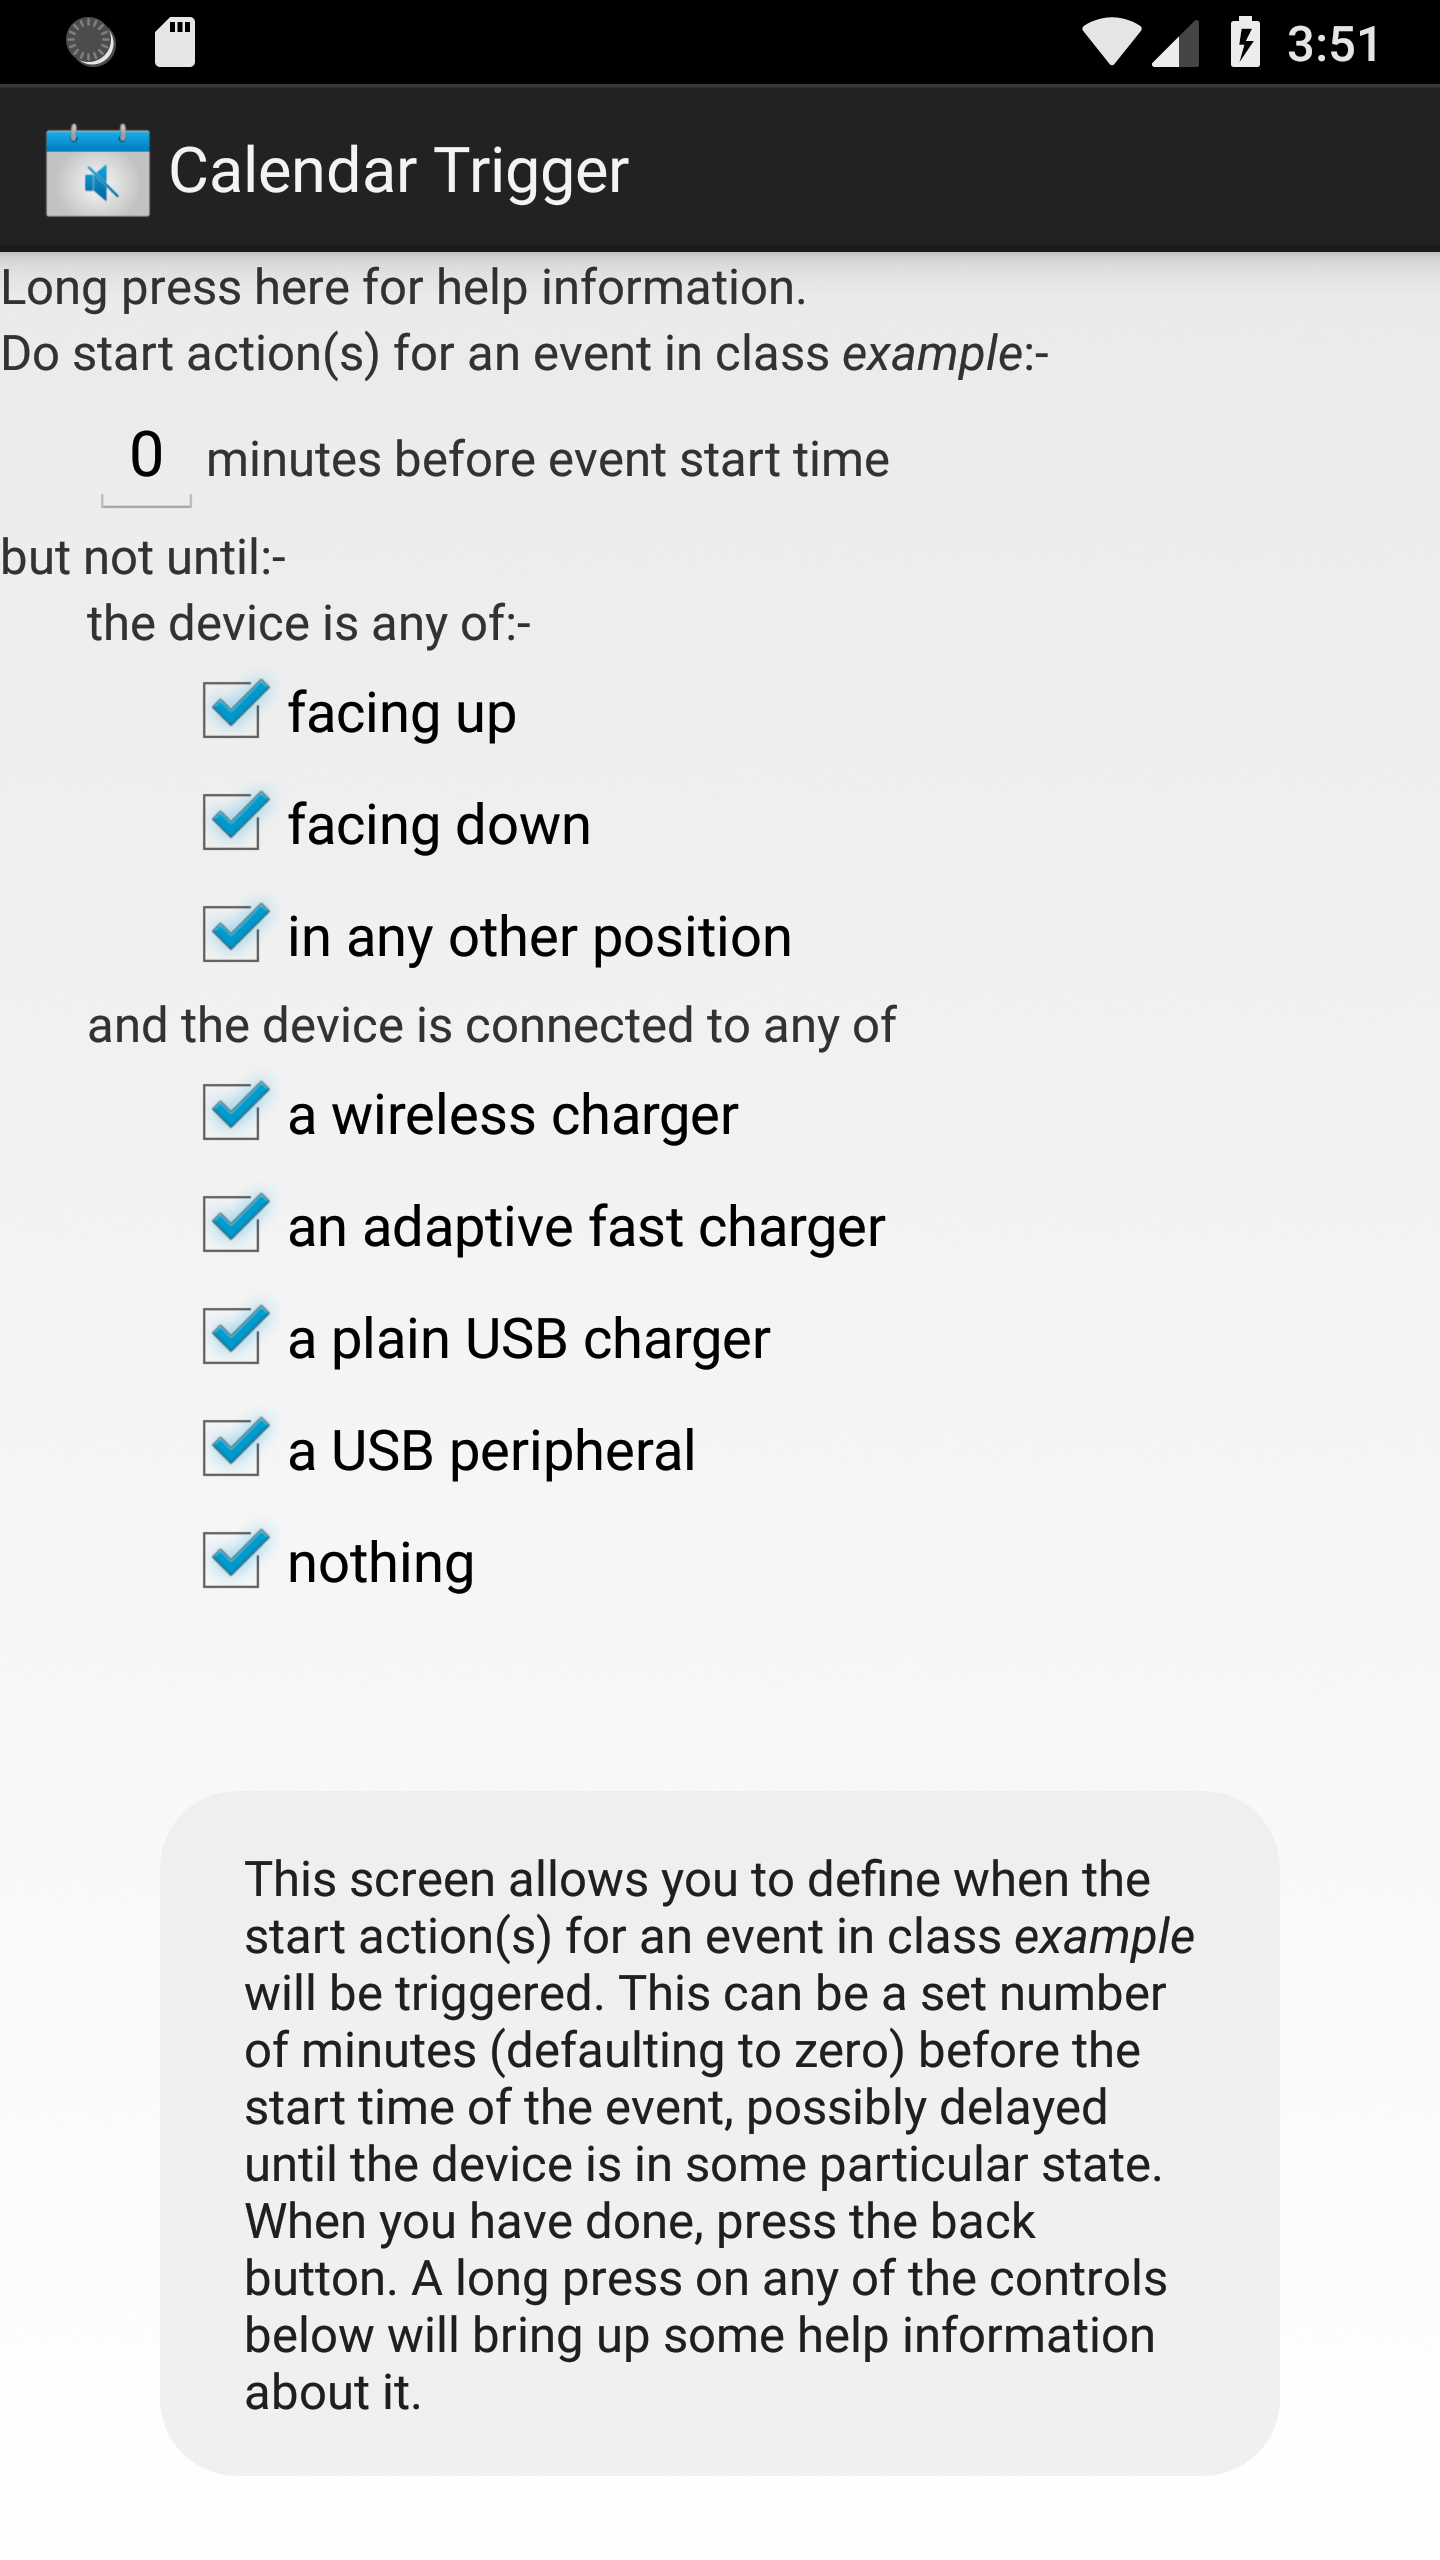 3:51
Calendar Trigger
Long press here for help information.
Do start action(s) for an event in class example:-
0 minutes before event start time
but not until:-
the device is any of:-
facing up
facing down
in any other position
and the device is connected to any of
a wireless charger
an adaptive fast charger
a plain USB charger
a USB peripheral
nothing
This screen allows you to define when the
start action(s) for an event in class example
will be triggered. This can be a set number
of minutes (defaulting to zero) before the
start time of the event, possibly delayed
until the device is in some particular state.
When you have done, press the back
button. A long press on any of the controls
below will bring up some help information
about it.